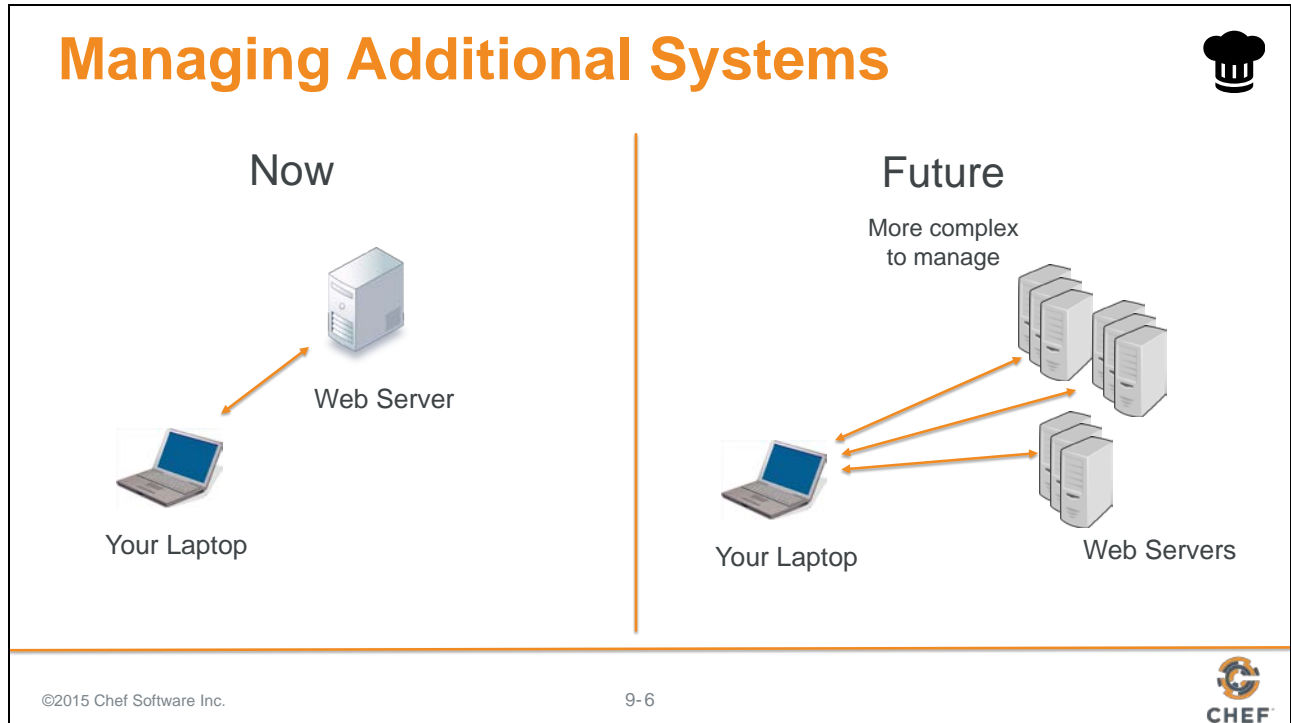 Managing Additional Systems
Now
Web Server
Your Laptop
Future
More complex
to manage
Your Laptop
Web Servers
©2015 Chef Software Inc.
9-6
CHEF